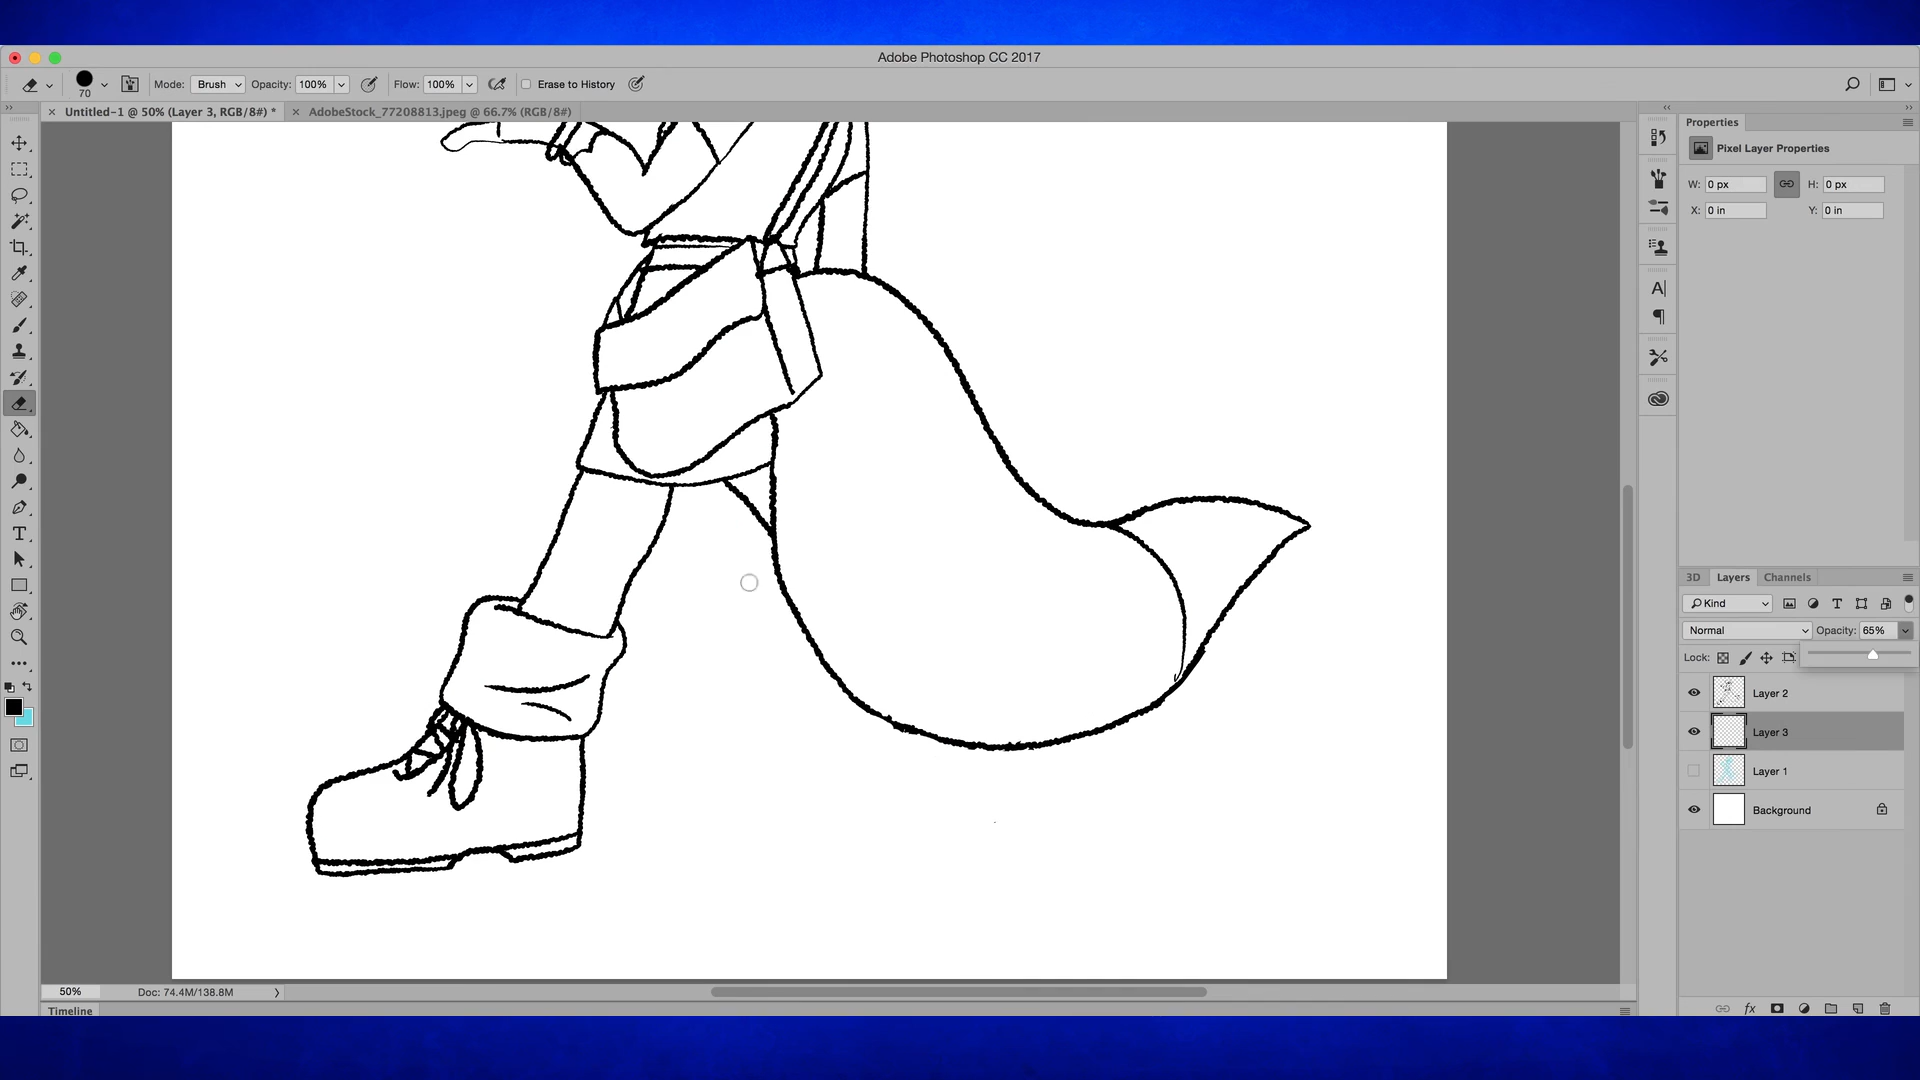 Adobe Photoshop CC 2017
70
Mode: Brush Opacity: 100% Flow: 100% Erase to History
Untitled-1 @ 50% (Layer 3, RGB/8#) *
AdobeStock_77208813.jpeg @ 66.7% (RGB/8#)
Properties
Pixel Layer Properties
W: 0 px H: 0 px
X: 0 in Y: 0 in
3D Layers Channels
Kind
Normal Opacity: 65%
Lock:
Layer 2
Layer 3
Layer 1
Background
50% Doc: 74.4M/138.8M
Timeline